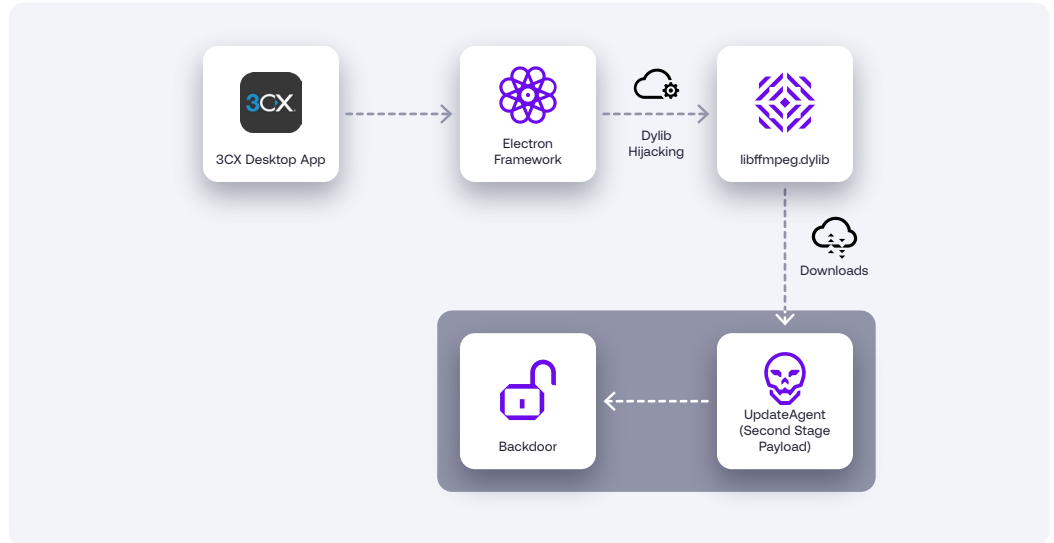 3CX
3CX Desktop App
Electron
Framework
Dylib
Hijacking
libffmpeg.dylib
Downloads
Backdoor
UpdateAgent
(Second Stage
Payload)